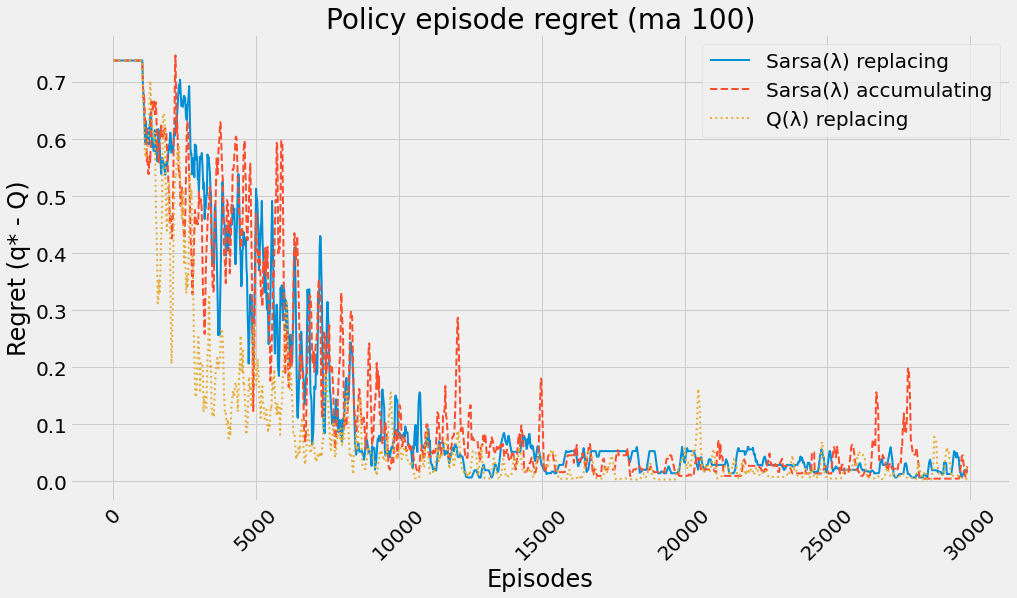 Policy episode regret (ma 100)
Sarsa(λ) replacing
Sarsa(λ) accumulating
Q(λ) replacing
Regret (q* - Q)
0.7
0.6
0.5
0.4
0.3
0.2
0.1
0.0
0
5000
10000
15000
20000
25000
30000
Episodes